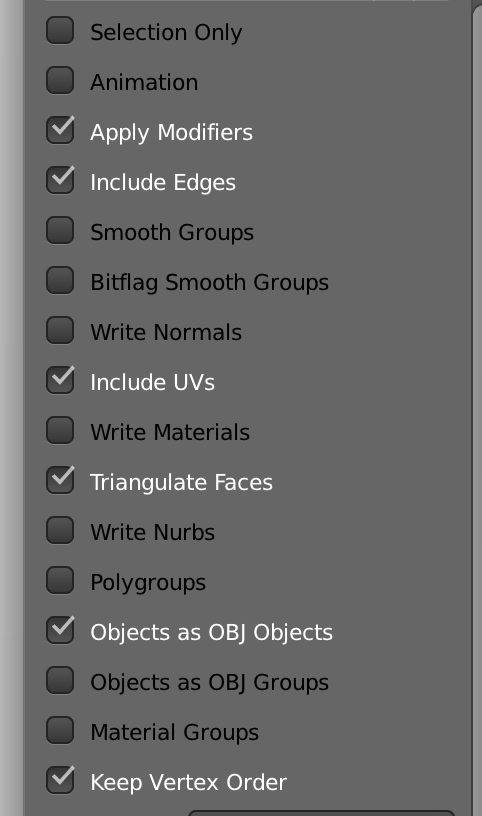 Selection Only
Animation
Apply Modifiers
Include Edges
Smooth Groups
Bitflag Smooth Groups
Write Normals
Include UVs
Write Materials
Triangulate Faces
Write Nurbs
Polygroups
Objects as OBJ Objects
Objects as OBJ Groups
Material Groups
Keep Vertex Order